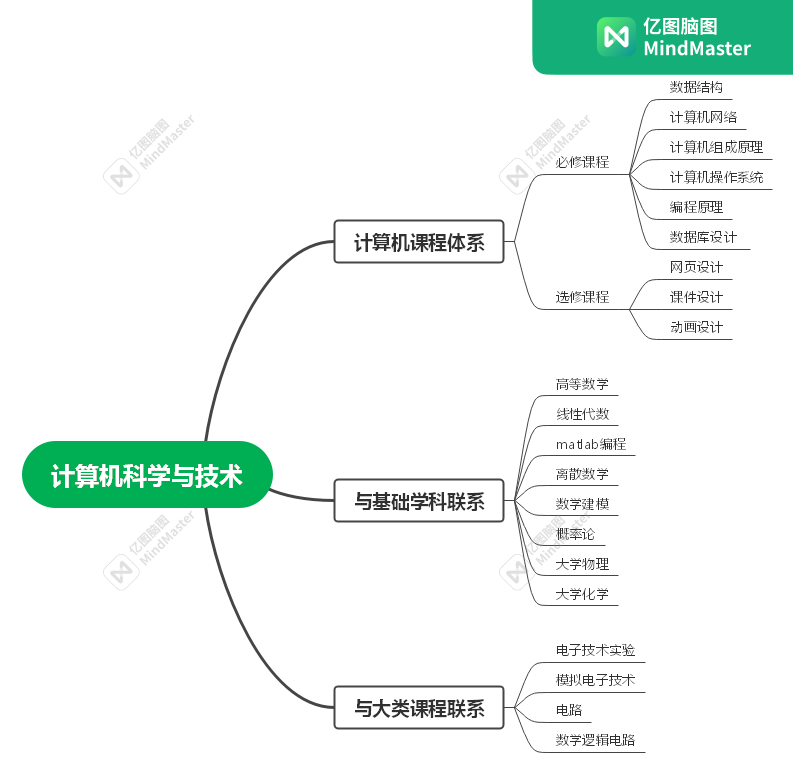 亿图脑图
MindMaster
计算机科学与技术
计算机课程体系
必修课程
数据结构
计算机网络
计算机组成原理
计算机操作系统
编程原理
数据库设计
选修课程
网页设计
课件设计
动画设计
与基础学科联系
高等数学
线性代数
matlab编程
离散数学
数学建模
概率论
大学物理
大学化学
与大类课程联系
电子技术实验
模拟电子技术
电路
数学逻辑电路
亿图脑图
MindMaster
亿图脑图
MindMaster
亿图脑图
MindMaster
亿图脑图
MindMaster